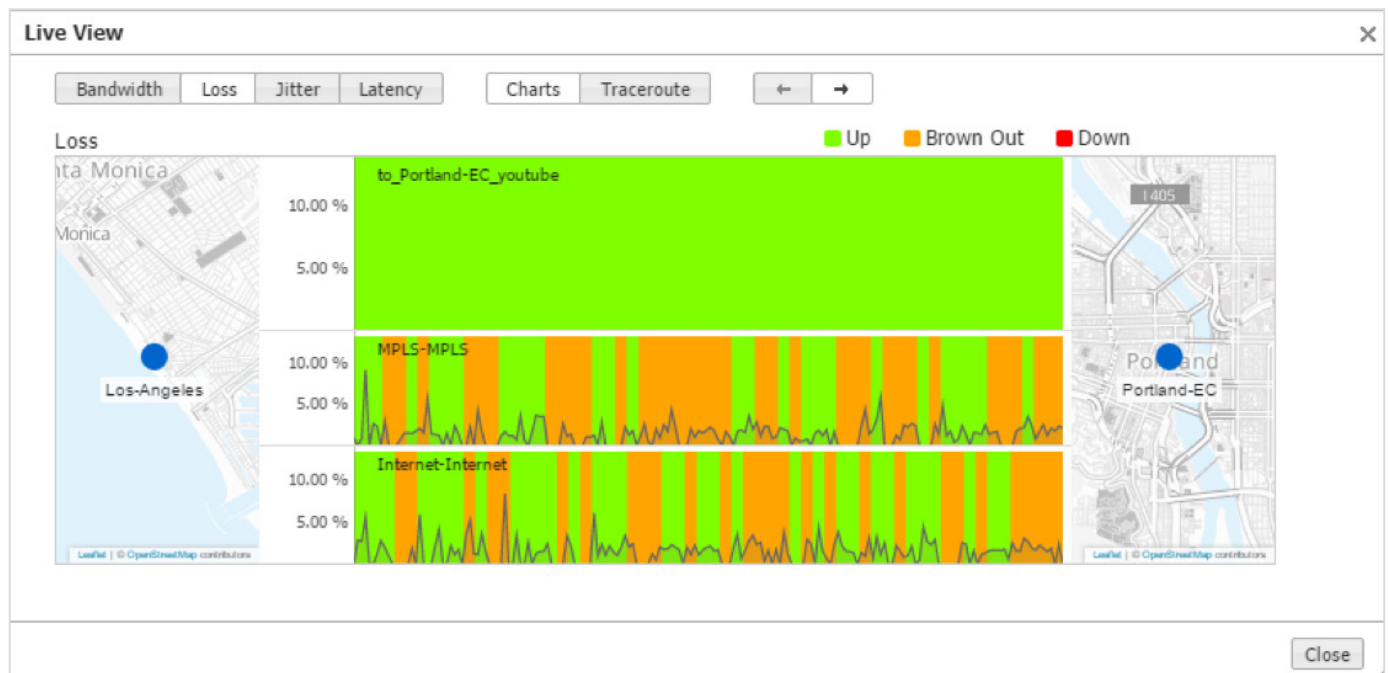 Live View
×
Bandwidth Loss Jitter Latency Charts Traceroute ← →
Loss
Up Brown Out Down
nta Monica
Monica
Los-Angeles
Leaflet | © OpenStreetMap contributors
to_Portland-EC_youtube
10.00 %
5.00 %
MPLS-MPLS
10.00 %
5.00 %
Internet-Internet
10.00 %
5.00 %
I 405
Po and
Portland-EC
Leaflet | © OpenStreetMap contributors
Close